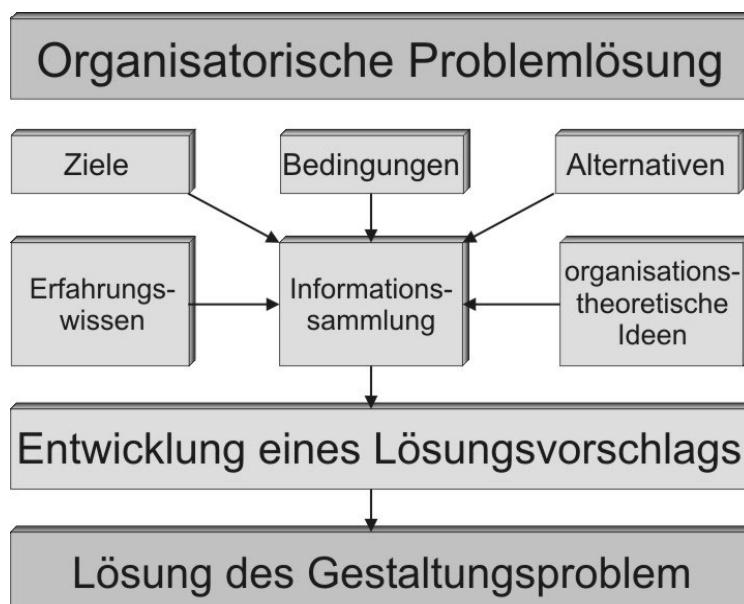 Organisatorische Problemlösung
Ziele
Bedingungen
Alternativen
Erfahrungs-
wissen
Informations-
sammlung
organisations-
theoretische
Ideen
Entwicklung eines Lösungsvorschlags
Lösung des Gestaltungsproblem